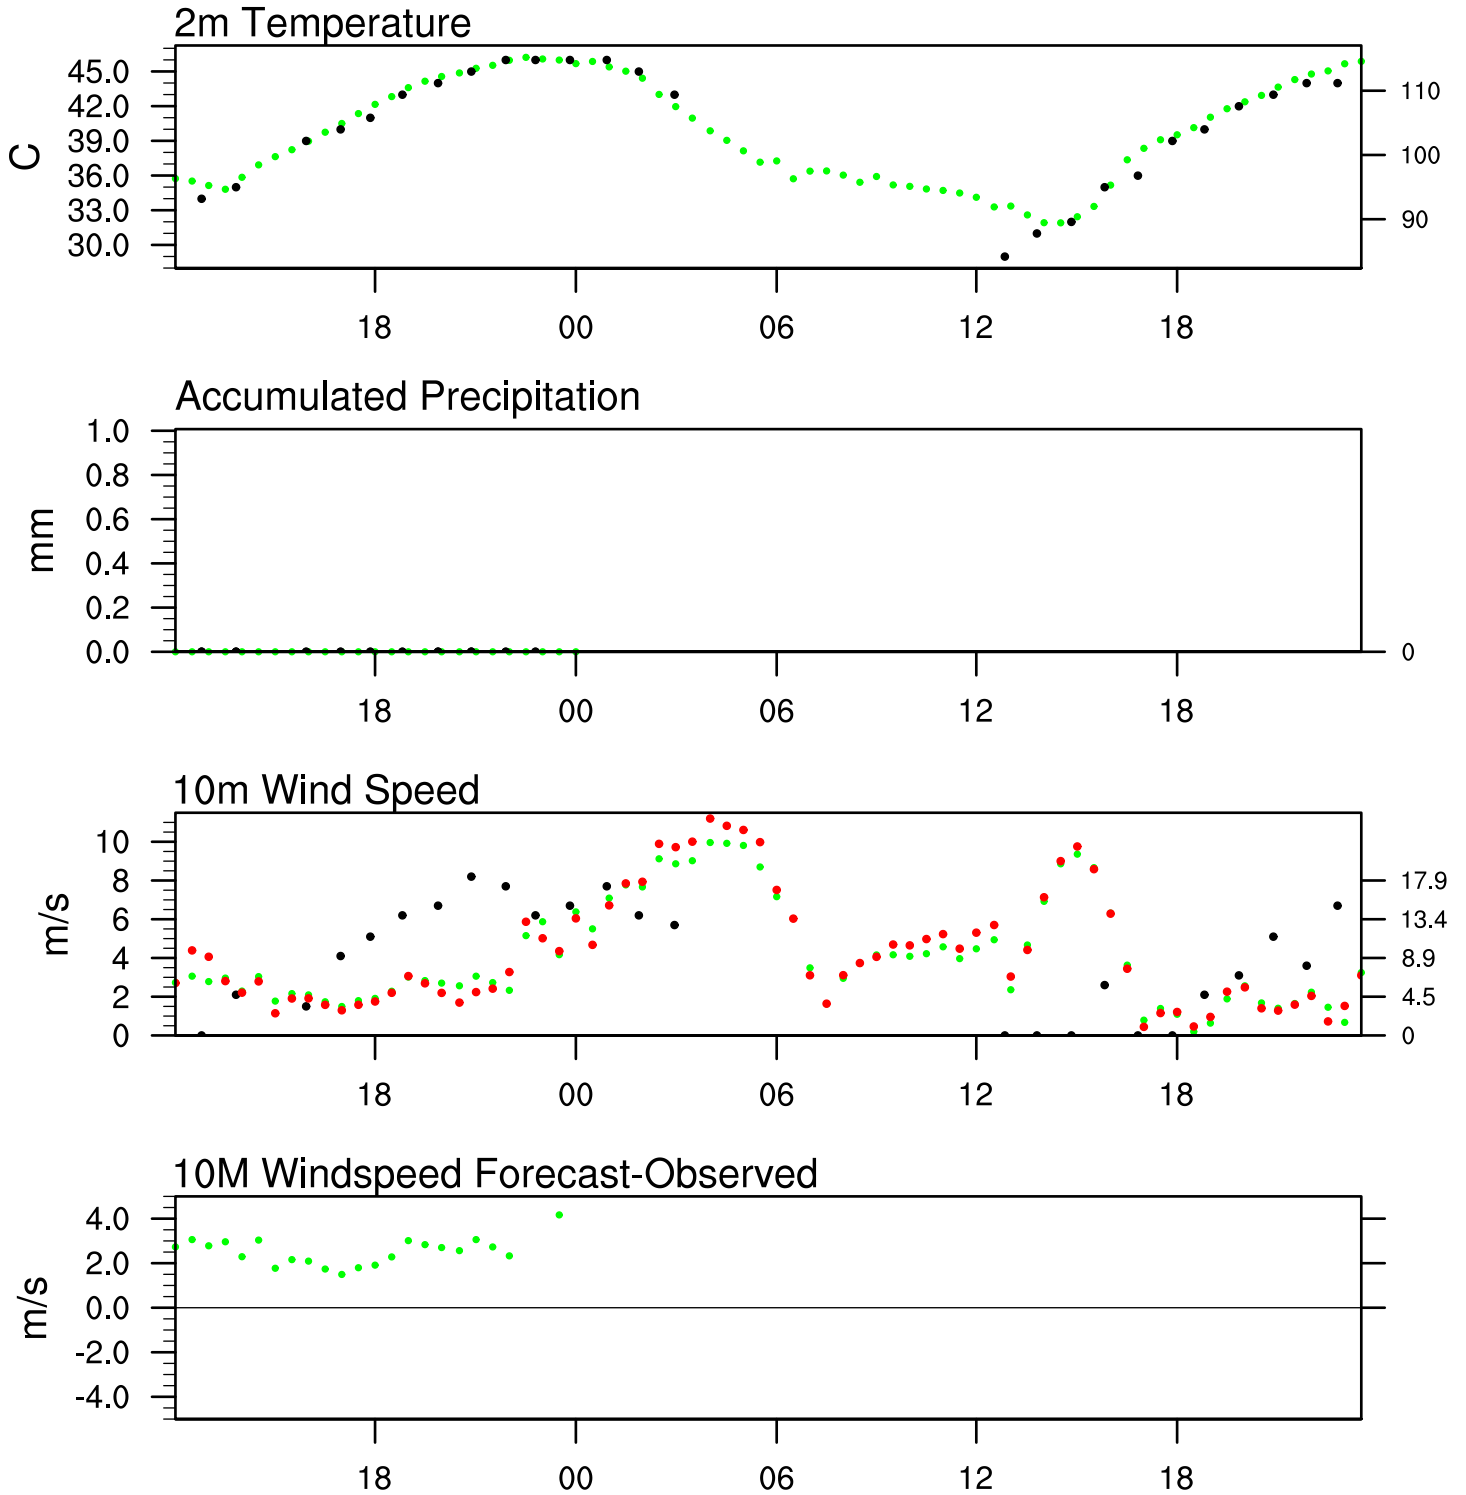 2m Temperature
45.0
42.0
39.0
36.0
33.0
30.0
C
110
100
90
18 00 06 12 18
Accumulated Precipitation
1.0
0.8
0.6
0.4
0.2
0.0
mm
0
18 00 06 12 18
10m Wind Speed
10
8
6
4
2
0
m/s
17.9
13.4
8.9
4.5
0
18 00 06 12 18
10M Windspeed Forecast-Observed
4.0
2.0
0.0
-2.0
-4.0
m/s
18 00 06 12 18